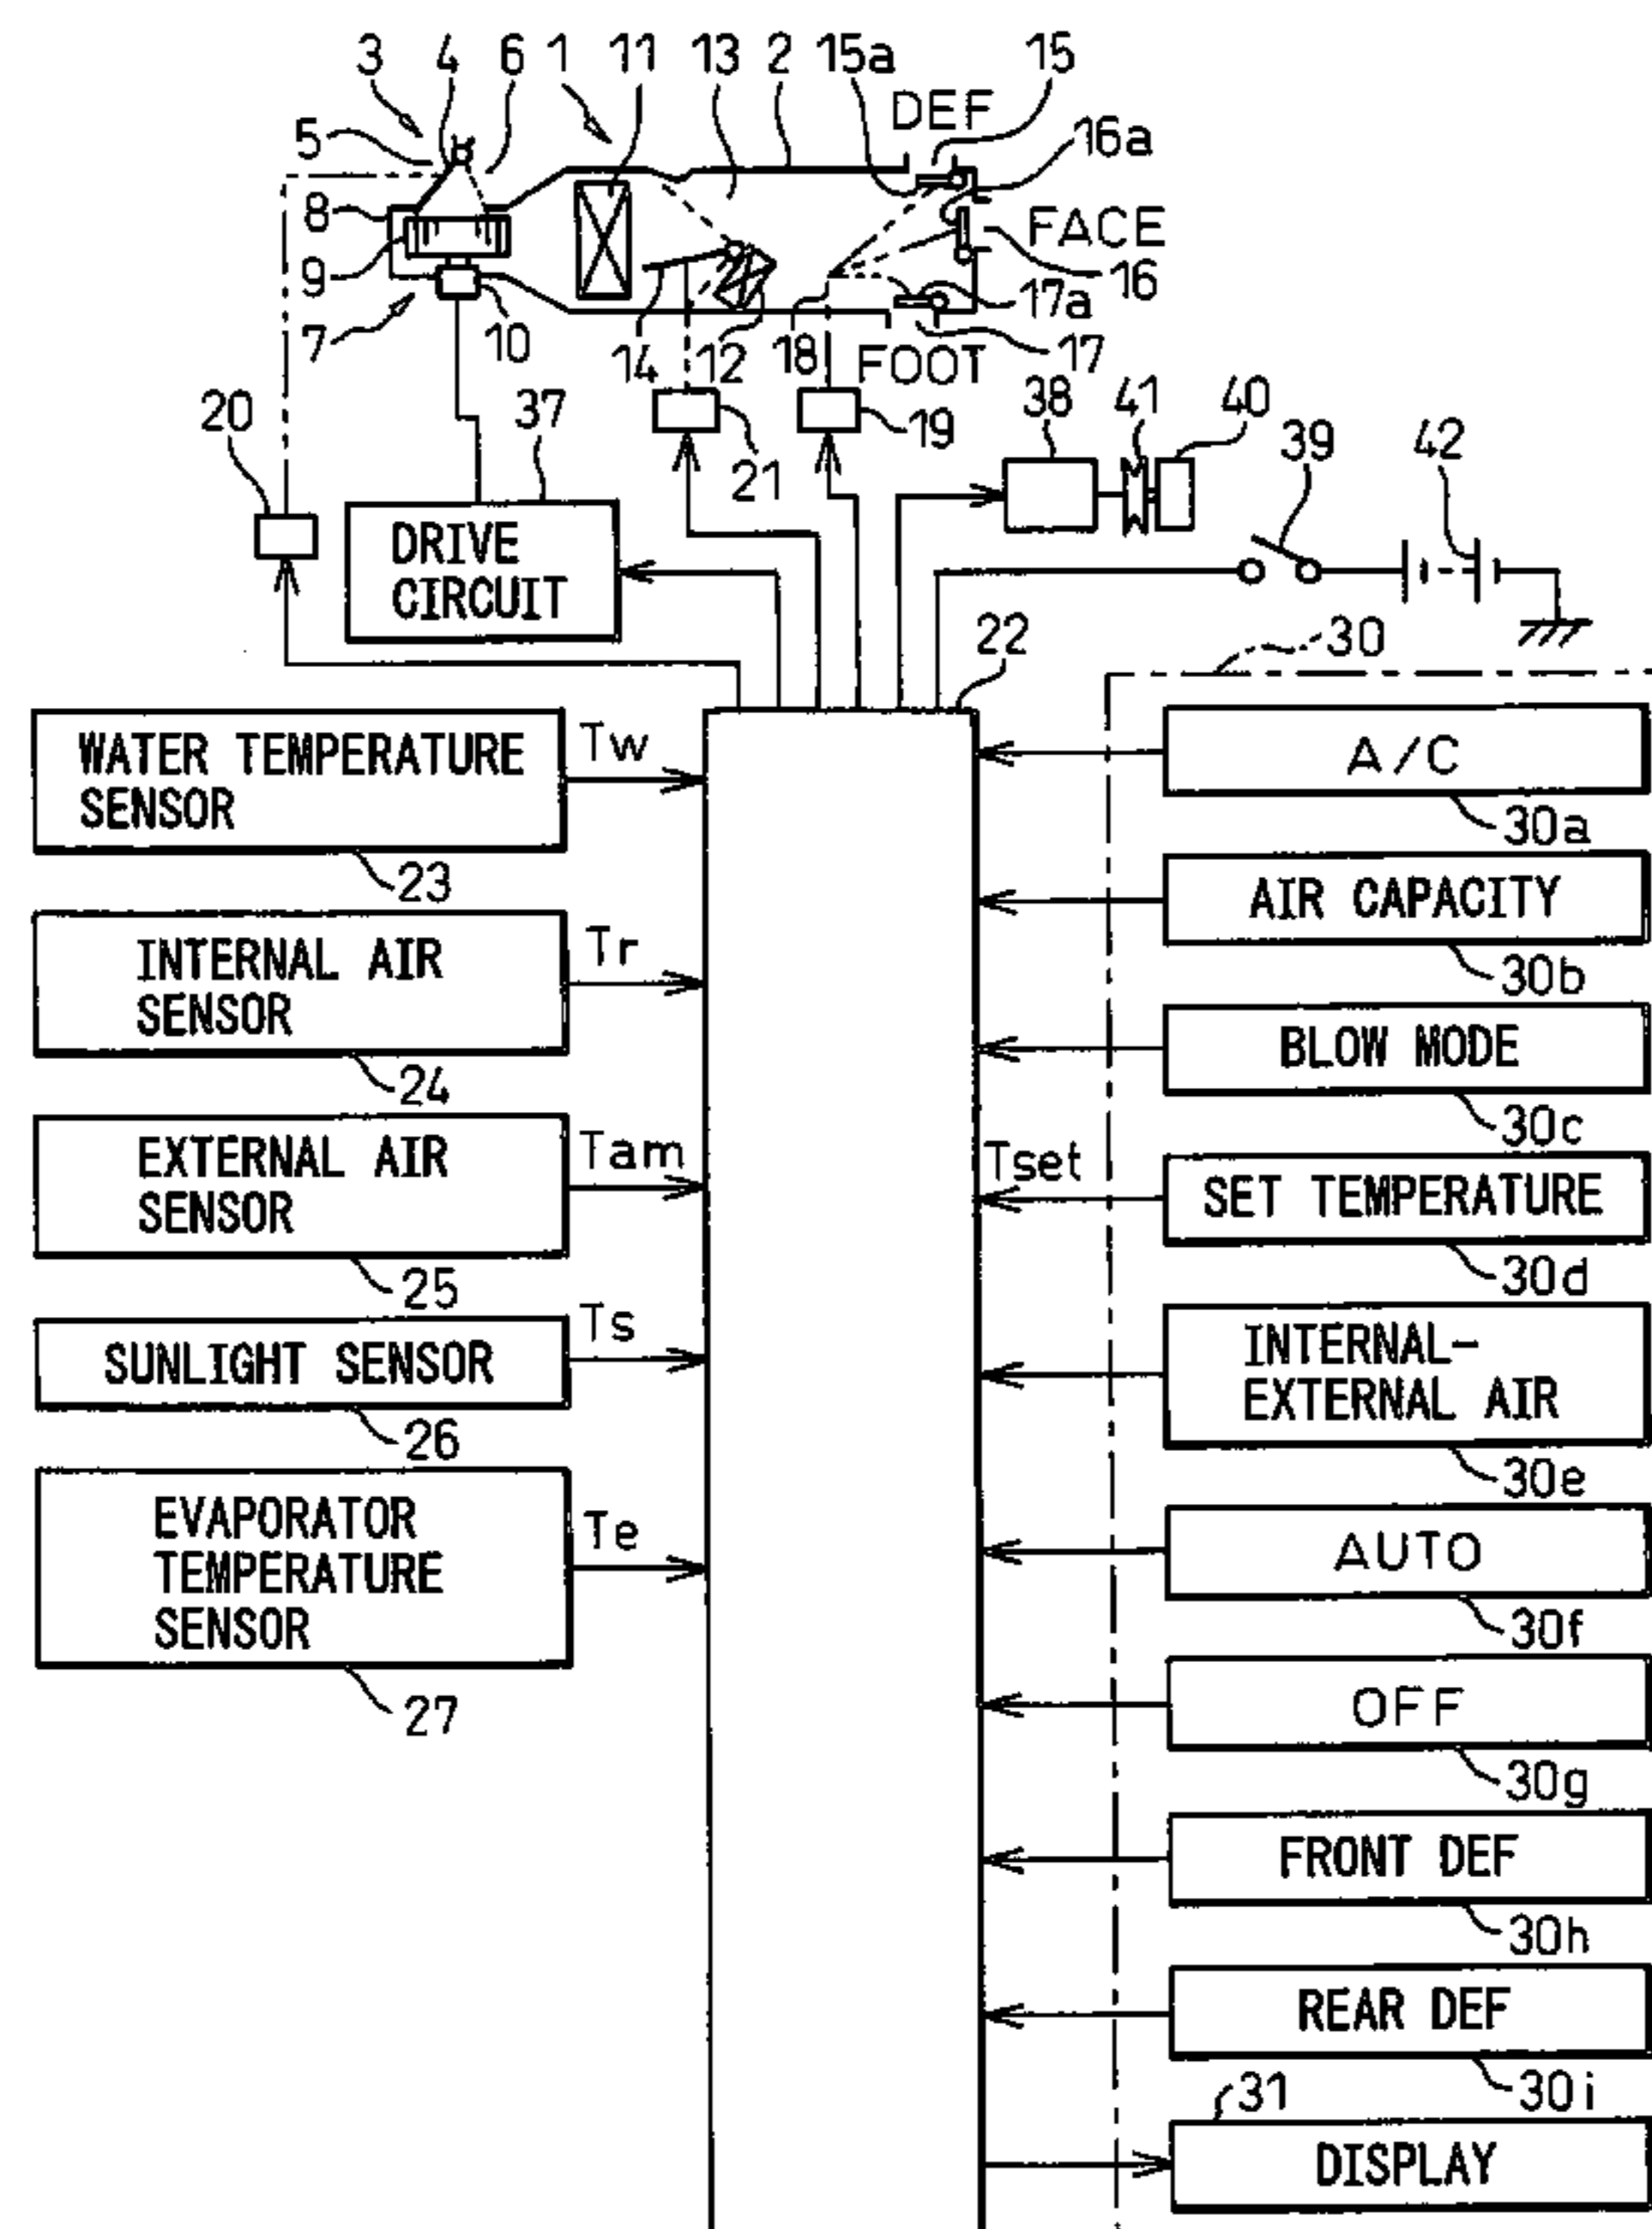 3 4 6 1 11 13 2 15a 15
DEF
5 16a
8 FACE
9 16
17a
7 10 14 12 18 FOOT 17
20 37 21 19 38 41 40 39 42
DRIVE
CIRCUIT
22 30
WATER TEMPERATURE
SENSOR
Tw
23
INTERNAL AIR
SENSOR
Tr
24
EXTERNAL AIR
SENSOR
Tam
25
SUNLIGHT SENSOR
Ts
26
EVAPORATOR
TEMPERATURE
SENSOR
Te
27
A/C
30a
AIR CAPACITY
30b
BLOW MODE
30c
Tset
SET TEMPERATURE
30d
INTERNAL-
EXTERNAL AIR
30e
AUTO
30f
OFF
30g
FRONT DEF
30h
REAR DEF
30i
31
DISPLAY